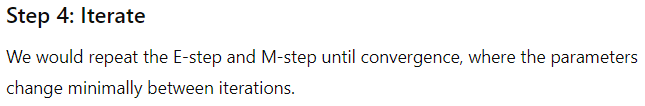 Step 4: Iterate
We would repeat the E-step and M-step until convergence, where the parameters
change minimally between iterations.